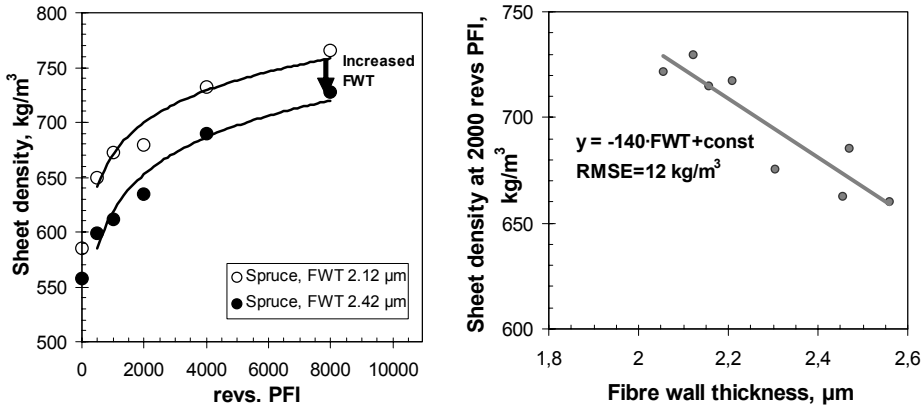 800
750
700
650
600
550
500
Sheet density, kg/m³
Increased
FWT
Spruce, FWT 2.12 µm
Spruce, FWT 2.42 µm
0 2000 4000 6000 8000 10000
revs. PFI
750
700
650
600
Sheet density at 2000 revs PFI,
kg/m³
y = -140·FWT+const
RMSE=12 kg/m³
1,8 2 2,2 2,4 2,6
Fibre wall thickness, µm